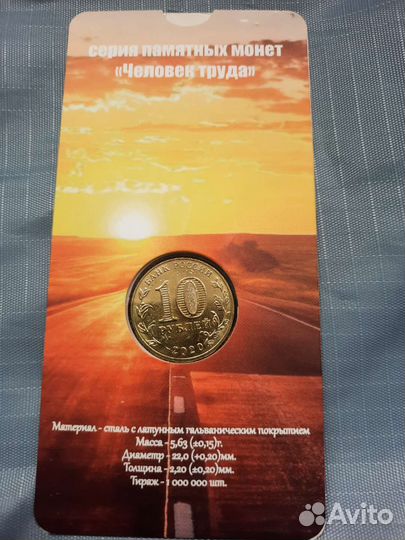 серия памятных монет
«Человек труда»
БАНК РОССИИ
10
РУБЛЕЙ
2020
Материал - сталь с латунным гальваническим покрытием
Масса - 5,63 (±0,15)г.
Диаметр - 22,0 (+0,20)мм.
Толщина - 2,20 (±0,20)мм.
Тираж - 1 000 000 шт.
Avito